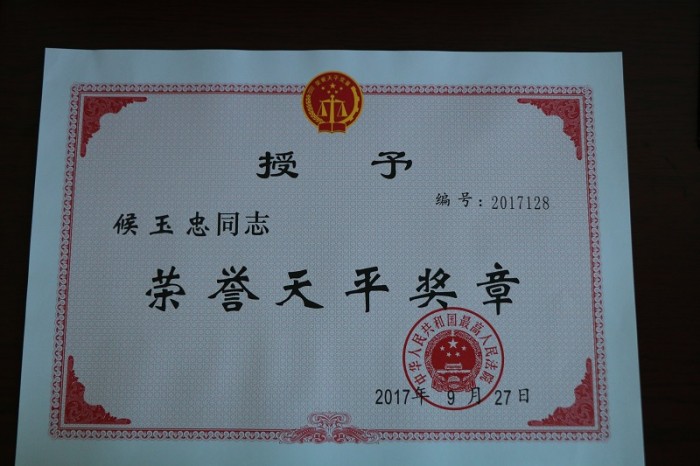 授予
编号：2017128
候玉忠同志
荣誉天平奖章
中华人民共和国最高人民法院
2017年 9 月 27日